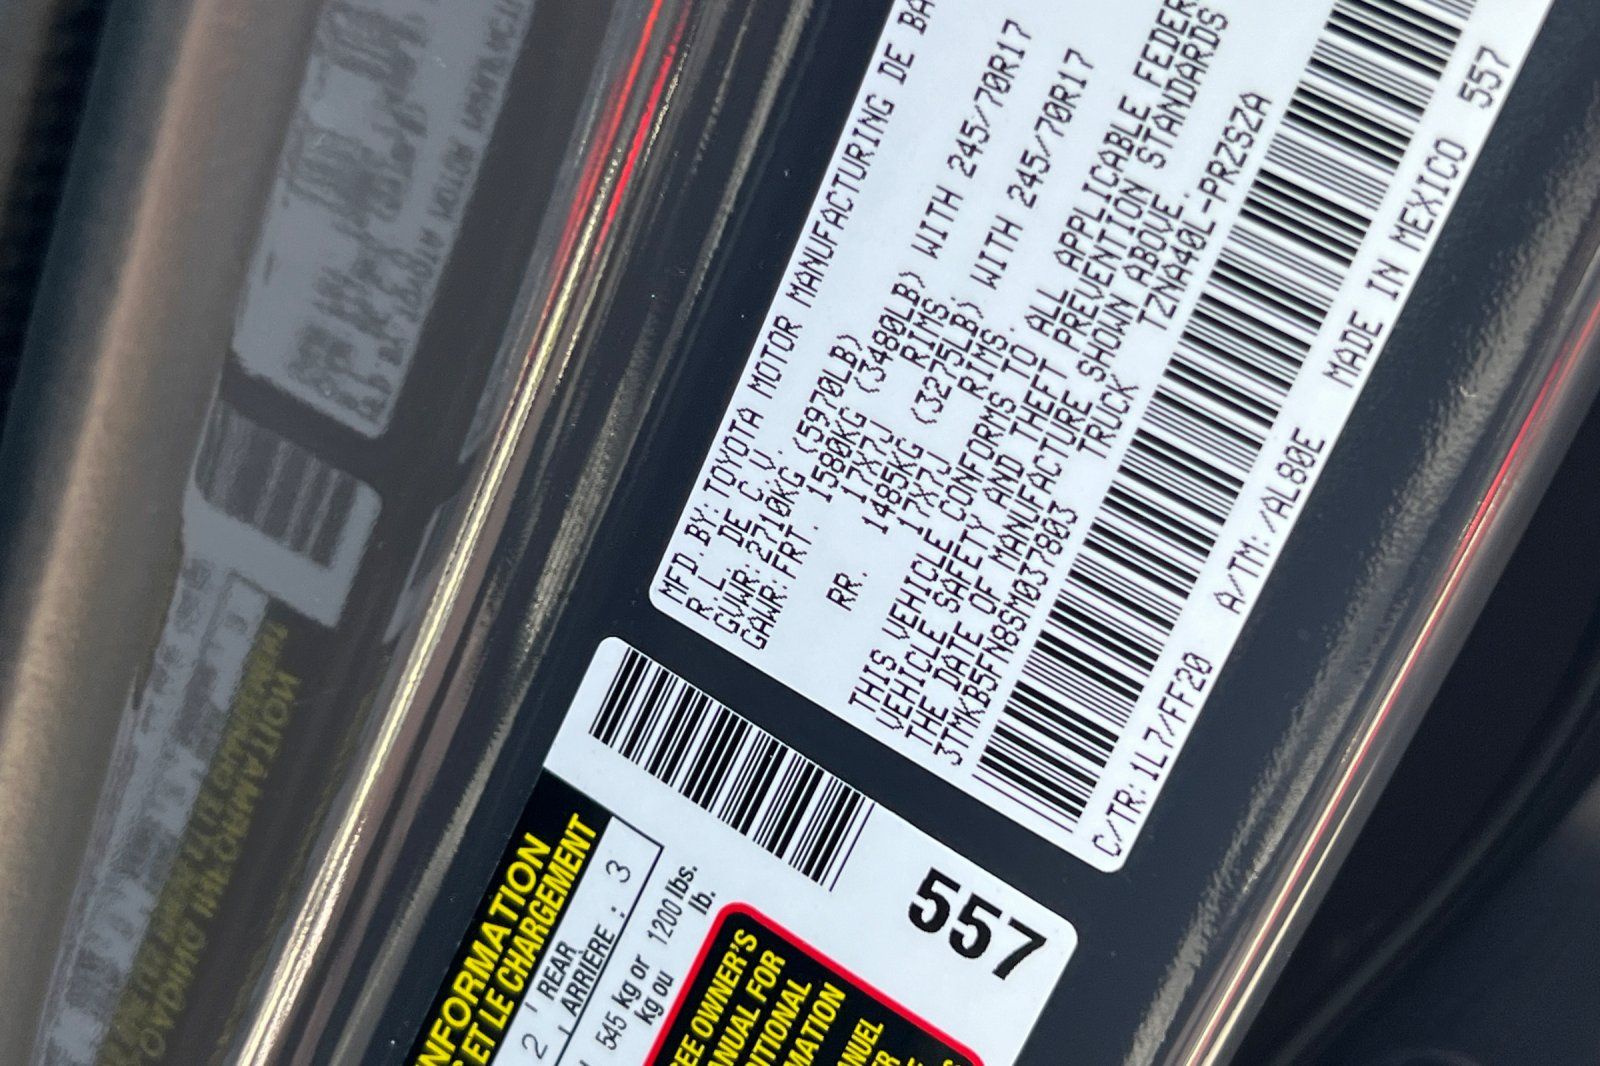 MFD. BY: TOYOTA MOTOR MANUFACTURING DE BA
R.L. DE C.V.
GVWR: 2710KG (5970LB)
GAWR: FRT. 1580KG (3480LB) WITH 245/70R17
17X7J RIMS
RR. 1485KG (3275LB) WITH 245/70R17
17X7J RIMS.
THIS VEHICLE CONFORMS TO ALL APPLICABLE FEDER
VEHICLE SAFETY AND THEFT PREVENTION STANDARDS
THE DATE OF MANUFACTURE SHOWN ABOVE.
3TMKB5FN8SM037803 TRUCK TZNA40L-PRZSZA
C/TR: 1L7/FF20 A/TM: /AL80E MADE IN MEXICO 557
557
INFORMATION
ET LE CHARGEMENT
2 REAR
ARRIÈRE : 3
545 kg or 1200 lbs.
kg ou lb.
SEE OWNER'S
MANUAL FOR